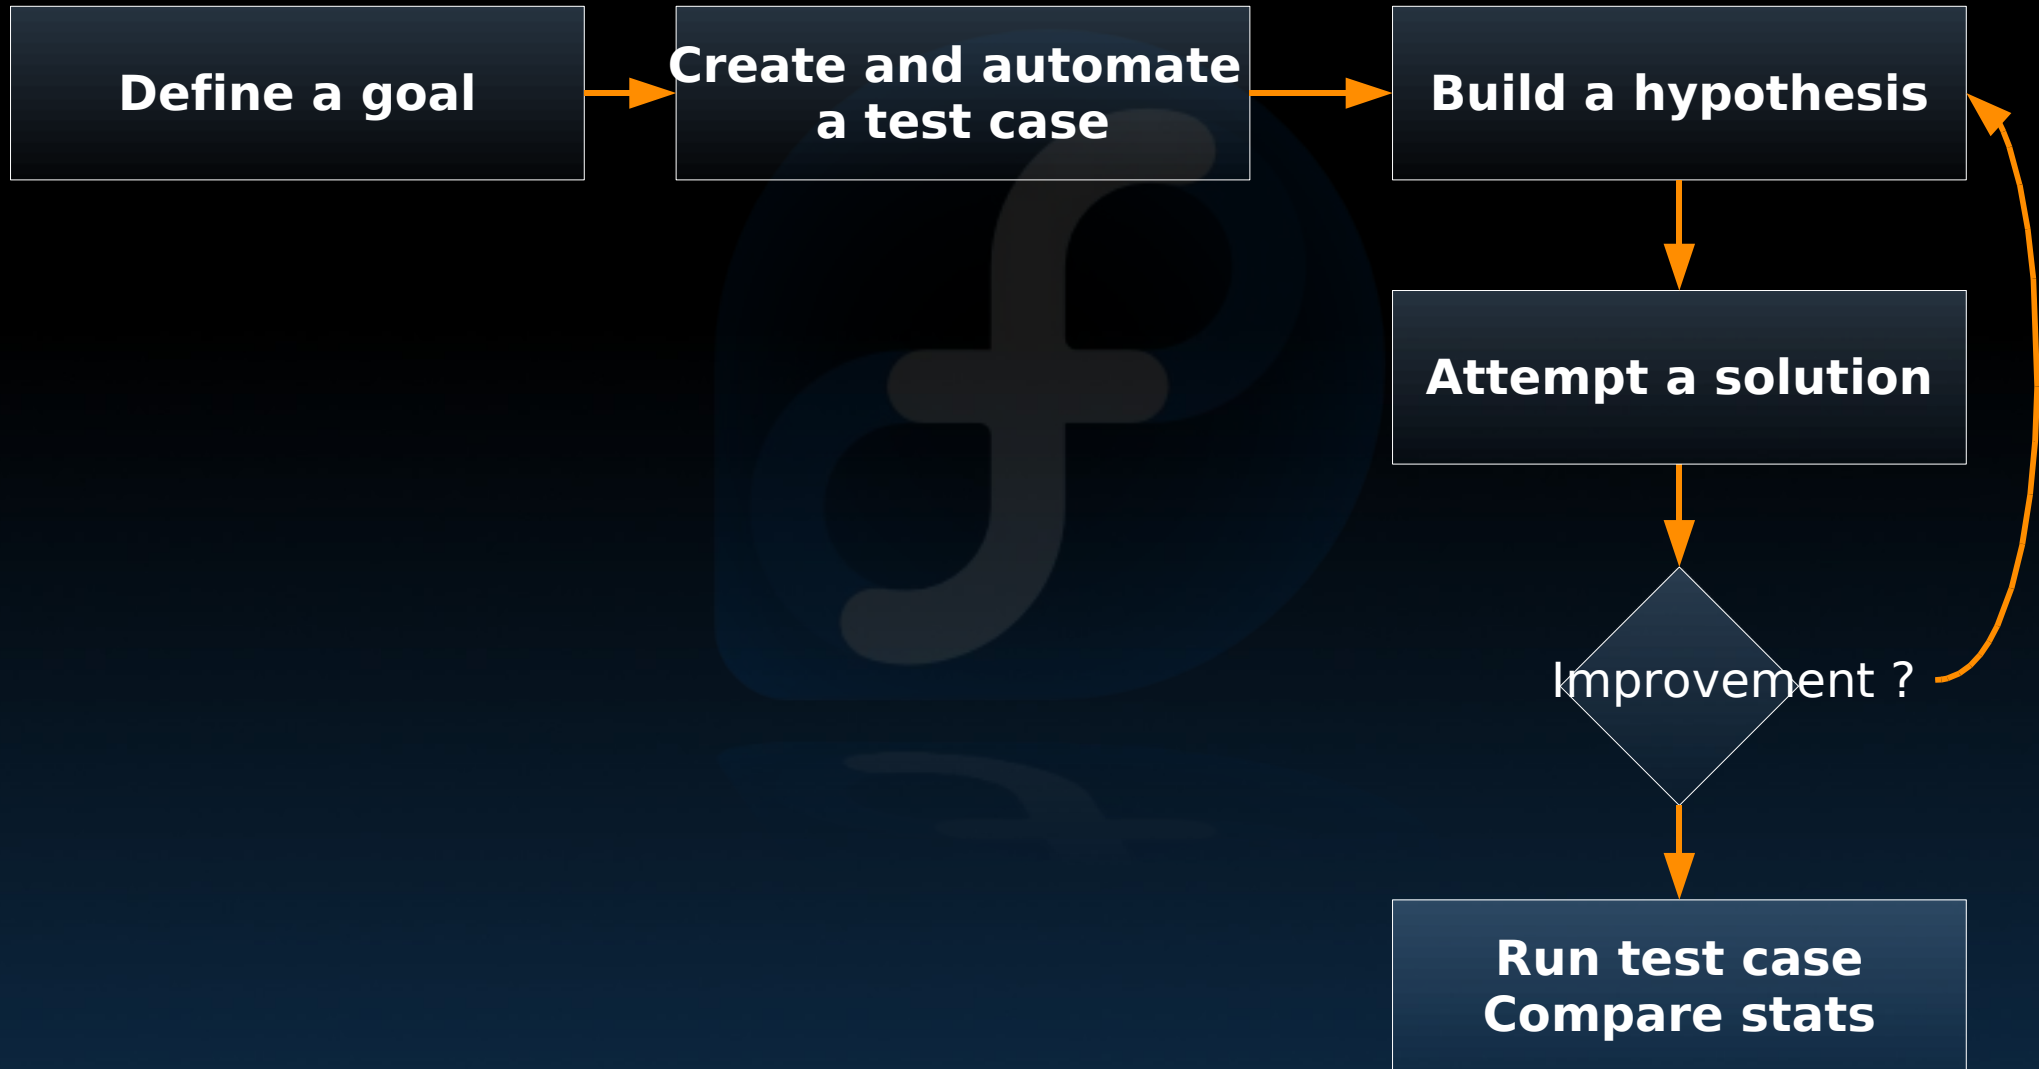 Define a goal
Create and automate
a test case
Build a hypothesis
Attempt a solution
Improvement ?
Run test case
Compare stats